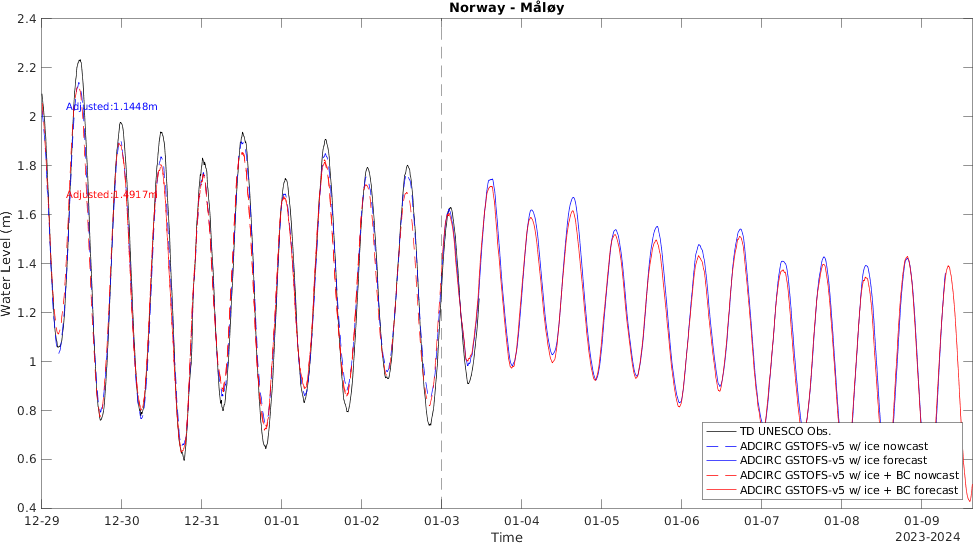 Norway - Måløy
2.4
2.2
2
1.8
1.6
1.4
1.2
1
0.8
0.6
0.4
Water Level (m)
Adjusted:1.1448m
Adjusted:1.4917m
TD UNESCO Obs.
ADCIRC GSTOFS-v5 w/ ice nowcast
ADCIRC GSTOFS-v5 w/ ice forecast
ADCIRC GSTOFS-v5 w/ ice + BC nowcast
ADCIRC GSTOFS-v5 w/ ice + BC forecast
12-29 12-30 12-31 01-01 01-02 01-03 01-04 01-05 01-06 01-07 01-08 01-09
Time
2023-2024